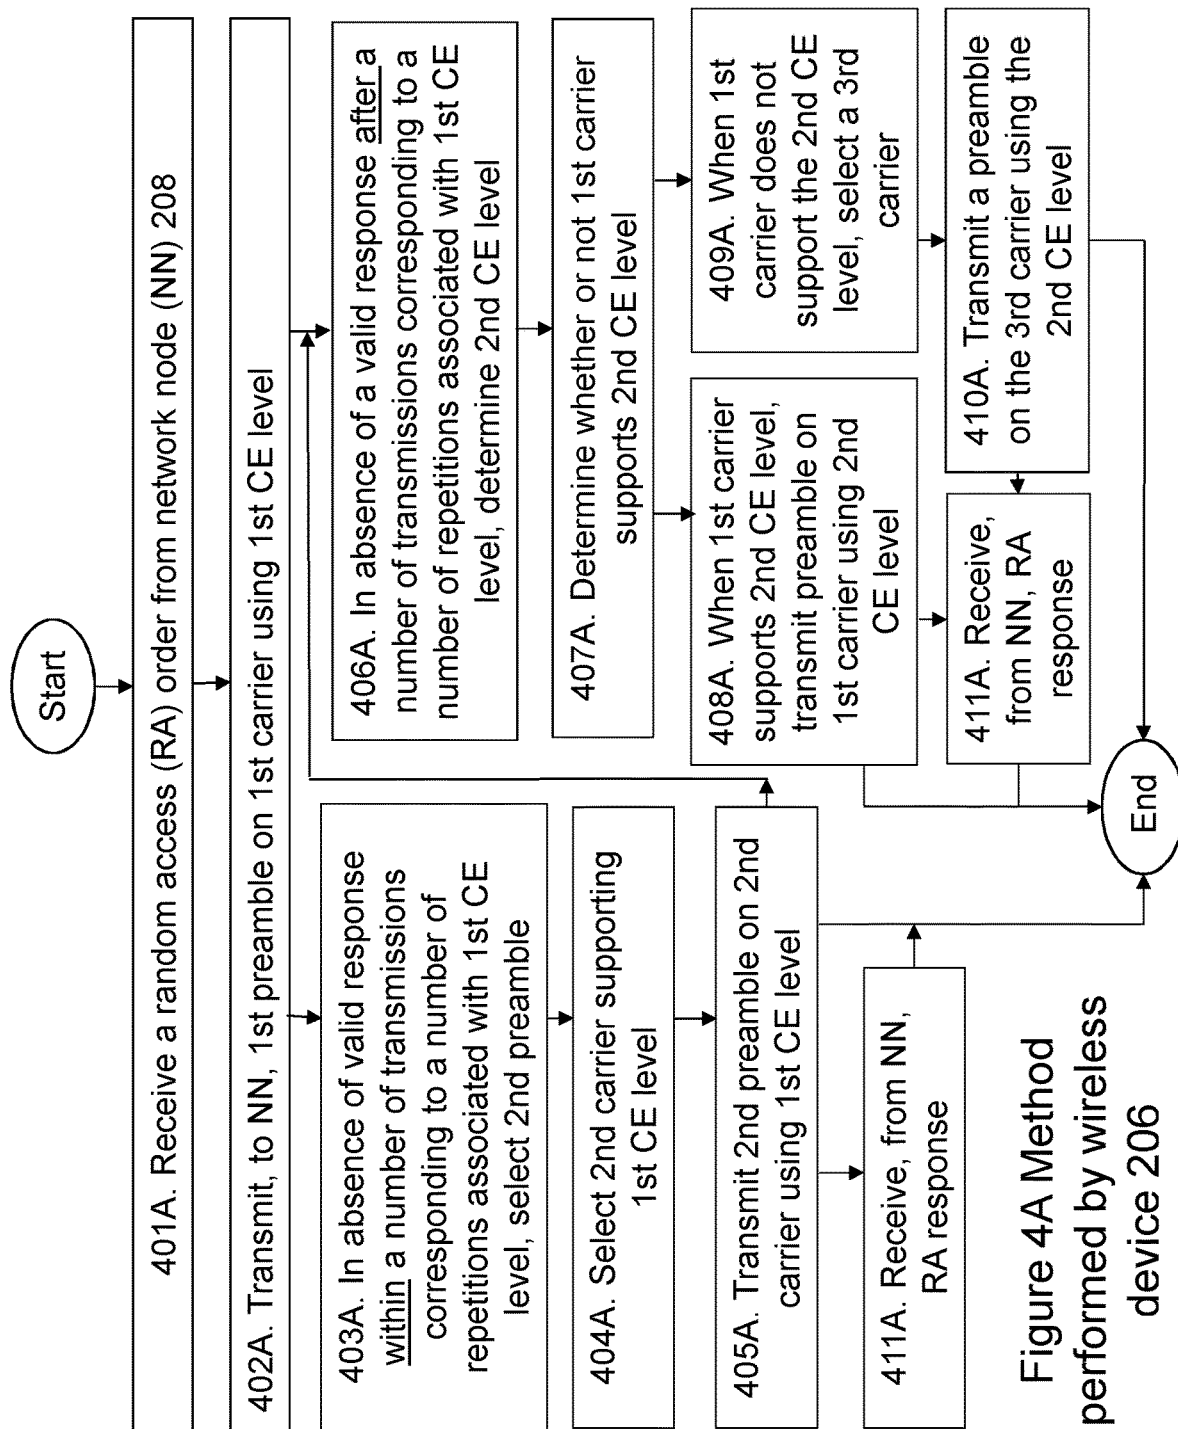 Start
401A. Receive a random access (RA) order from network node (NN) 208
402A. Transmit, to NN, 1st preamble on 1st carrier using 1st CE level
403A. In absence of valid response
within a number of transmissions
corresponding to a number of
repetitions associated with 1st CE
level, select 2nd preamble
404A. Select 2nd carrier supporting
1st CE level
405A. Transmit 2nd preamble on 2nd
carrier using 1st CE level
411A. Receive, from NN,
RA response
406A. In absence of a valid response after a
number of transmissions corresponding to a
number of repetitions associated with 1st CE
level, determine 2nd CE level
407A. Determine whether or not 1st carrier
supports 2nd CE level
408A. When 1st carrier
supports 2nd CE level,
transmit preamble on
1st carrier using 2nd
CE level
409A. When 1st
carrier does not
support the 2nd CE
level, select a 3rd
carrier
410A. Transmit a preamble
on the 3rd carrier using the
2nd CE level
411A. Receive,
from NN, RA
response
End
Figure 4A Method
performed by wireless
device 206